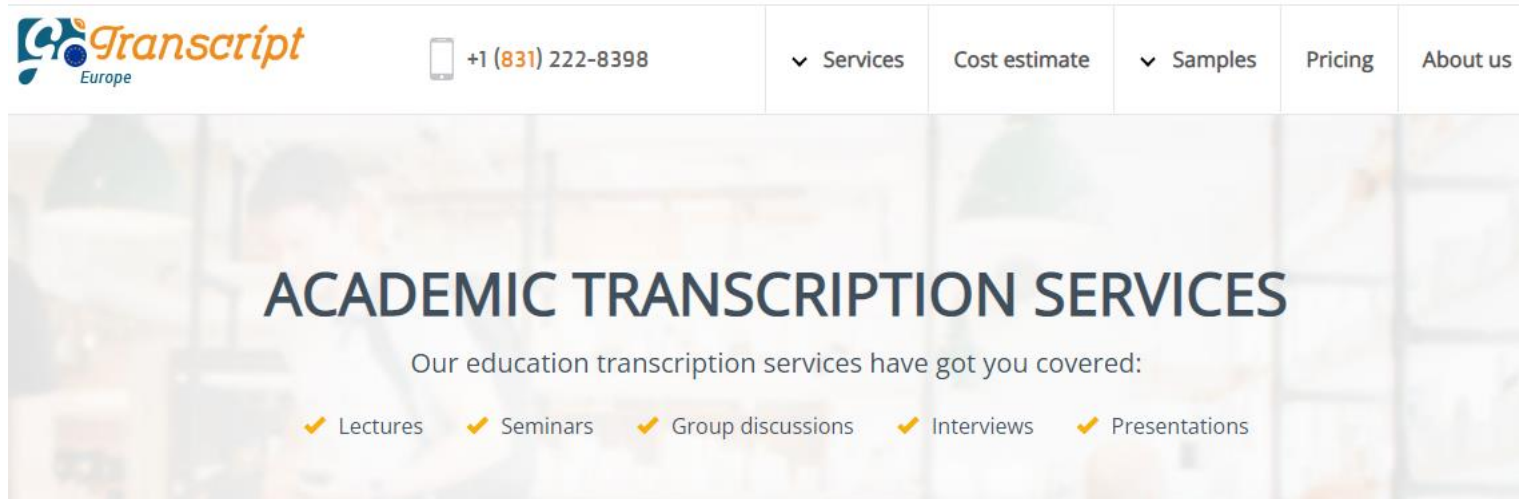 GoTranscript
Europe
+1 (831) 222-8398
Services
Cost estimate
Samples
Pricing
About us
ACADEMIC TRANSCRIPTION SERVICES
Our education transcription services have got you covered:
Lectures
Seminars
Group discussions
Interviews
Presentations